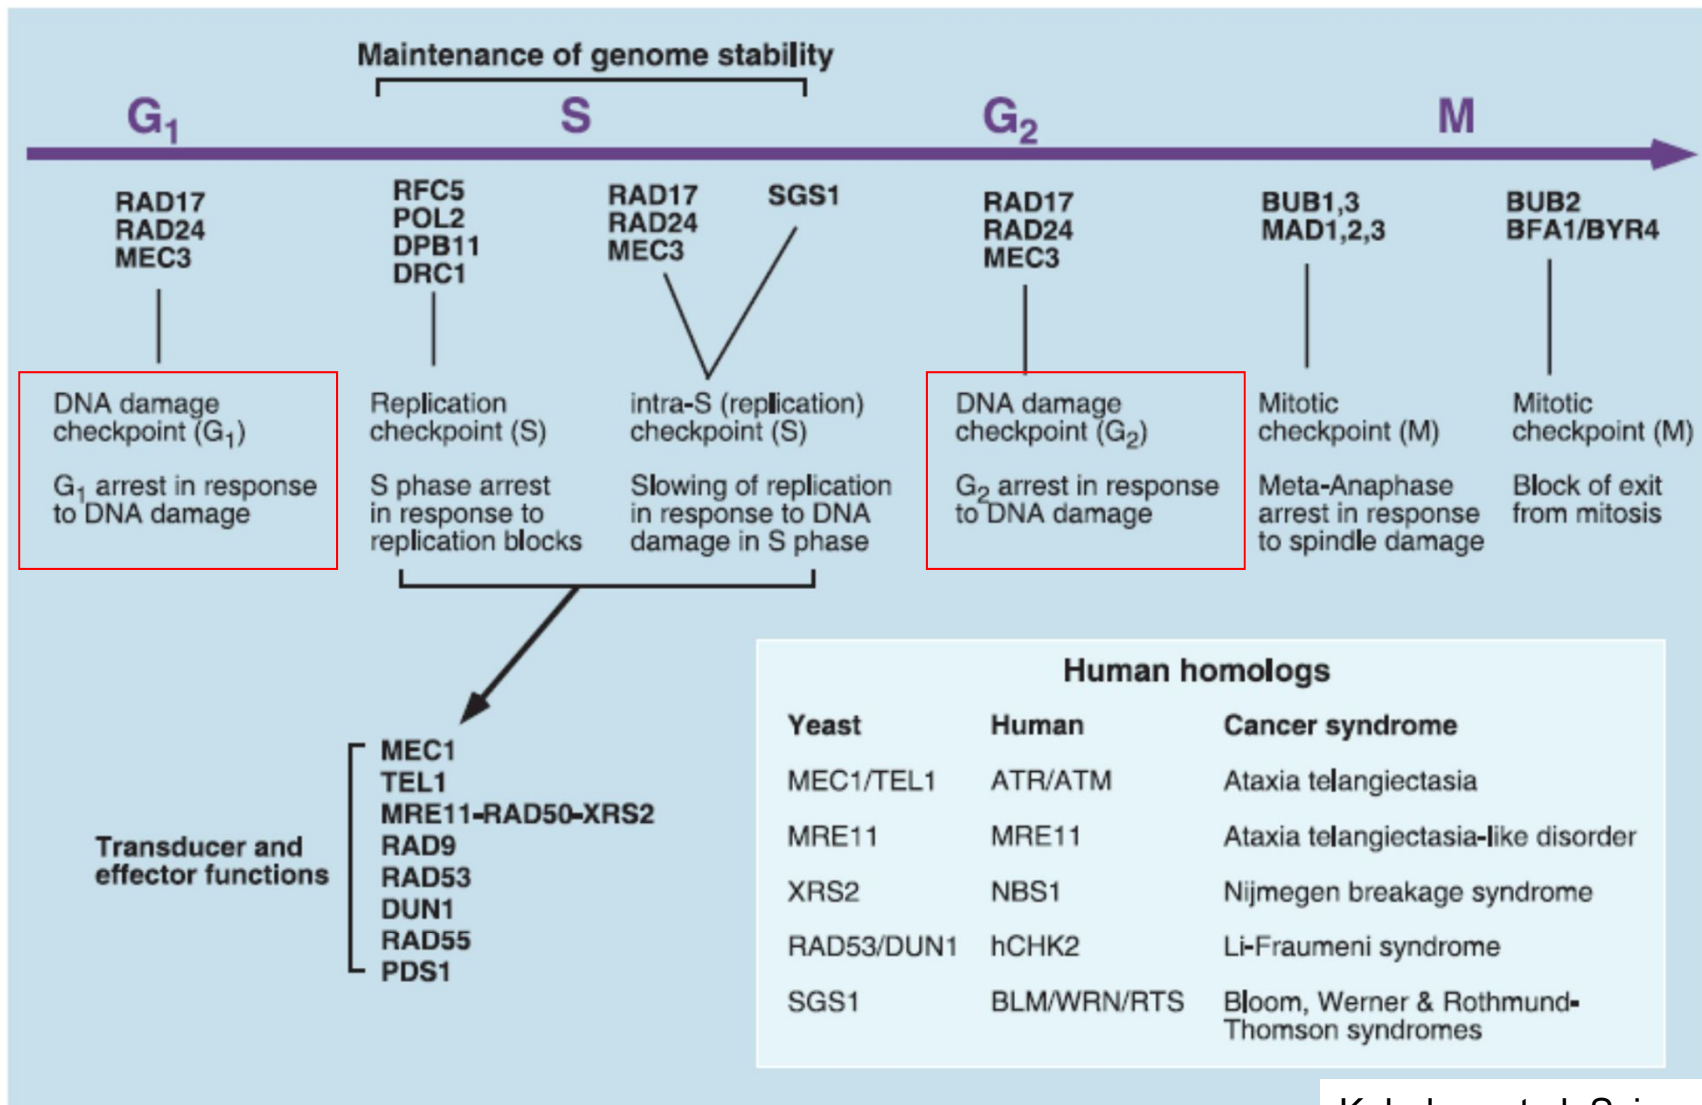 Maintenance of genome stability
G1 S G2 M
RAD17
RAD24
MEC3
RFC5
POL2
DPB11
DRC1
RAD17
RAD24
MEC3
SGS1
RAD17
RAD24
MEC3
BUB1,3
MAD1,2,3
BUB2
BFA1/BYR4
DNA damage
checkpoint (G1)
G1 arrest in response
to DNA damage
Replication
checkpoint (S)
S phase arrest
in response to
replication blocks
intra-S (replication)
checkpoint (S)
Slowing of replication
in response to DNA
damage in S phase
DNA damage
checkpoint (G2)
G2 arrest in response
to DNA damage
Mitotic
checkpoint (M)
Meta-Anaphase
arrest in response
to spindle damage
Mitotic
checkpoint (M)
Block of exit
from mitosis
Transducer and
effector functions
MEC1
TEL1
MRE11-RAD50-XRS2
RAD9
RAD53
DUN1
RAD55
PDS1
Human homologs
Yeast Human Cancer syndrome
MEC1/TEL1 ATR/ATM Ataxia telangiectasia
MRE11 MRE11 Ataxia telangiectasia-like disorder
XRS2 NBS1 Nijmegen breakage syndrome
RAD53/DUN1 hCHK2 Li-Fraumeni syndrome
SGS1 BLM/WRN/RTS Bloom, Werner & Rothmund-
Thomson syndromes